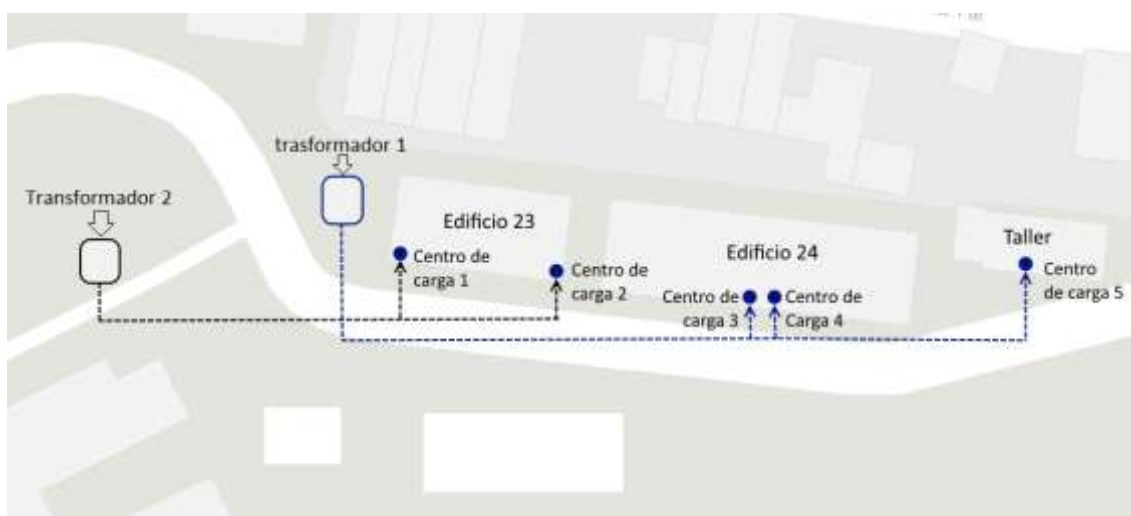 trasformador 1
Transformador 2
Edificio 23
Centro de
carga 1
Centro de
carga 2
Edificio 24
Centro de
carga 3
Centro de
Carga 4
Taller
Centro
de carga 5